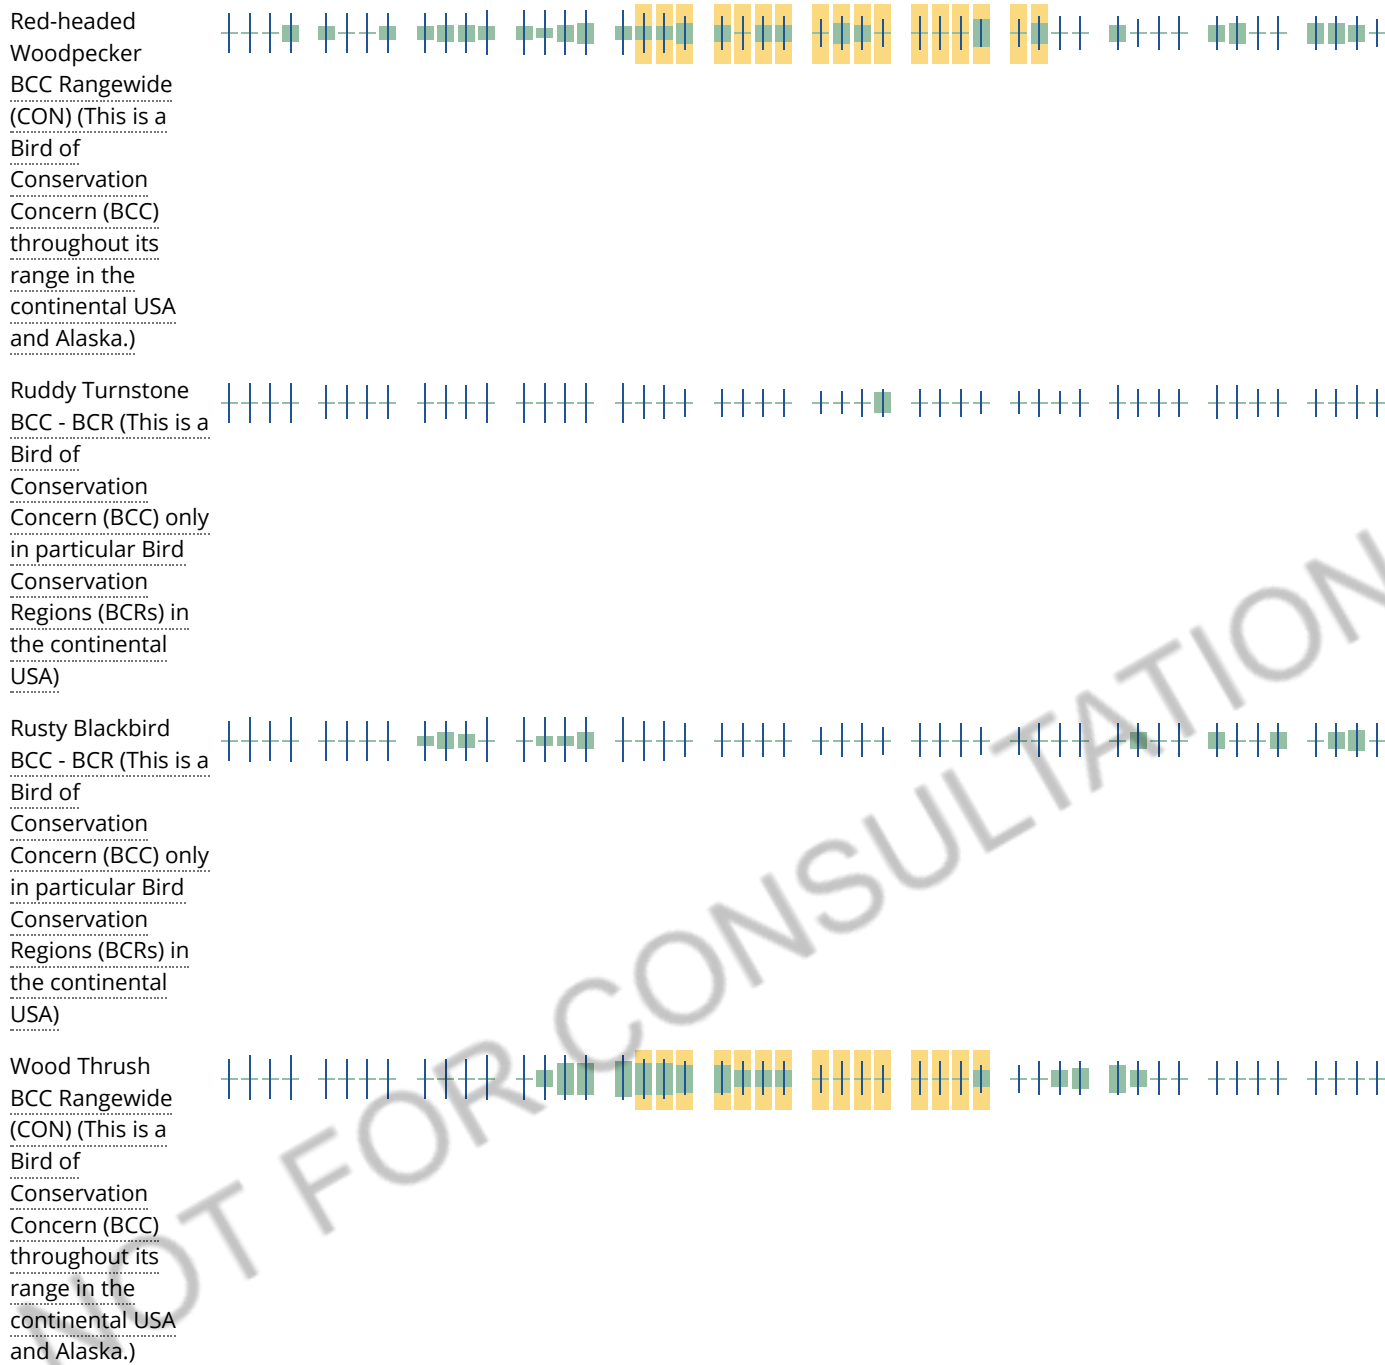 Red-headed
Woodpecker
BCC Rangewide
(CON) (This is a
Bird of
Conservation
Concern (BCC)
throughout its
range in the
continental USA
and Alaska.)
Ruddy Turnstone
BCC - BCR (This is a
Bird of
Conservation
Concern (BCC) only
in particular Bird
Conservation
Regions (BCRs) in
the continental
USA)
Rusty Blackbird
BCC - BCR (This is a
Bird of
Conservation
Concern (BCC) only
in particular Bird
Conservation
Regions (BCRs) in
the continental
USA)
Wood Thrush
BCC Rangewide
(CON) (This is a
Bird of
Conservation
Concern (BCC)
throughout its
range in the
continental USA
and Alaska.)
NOT FOR CONSULTATION